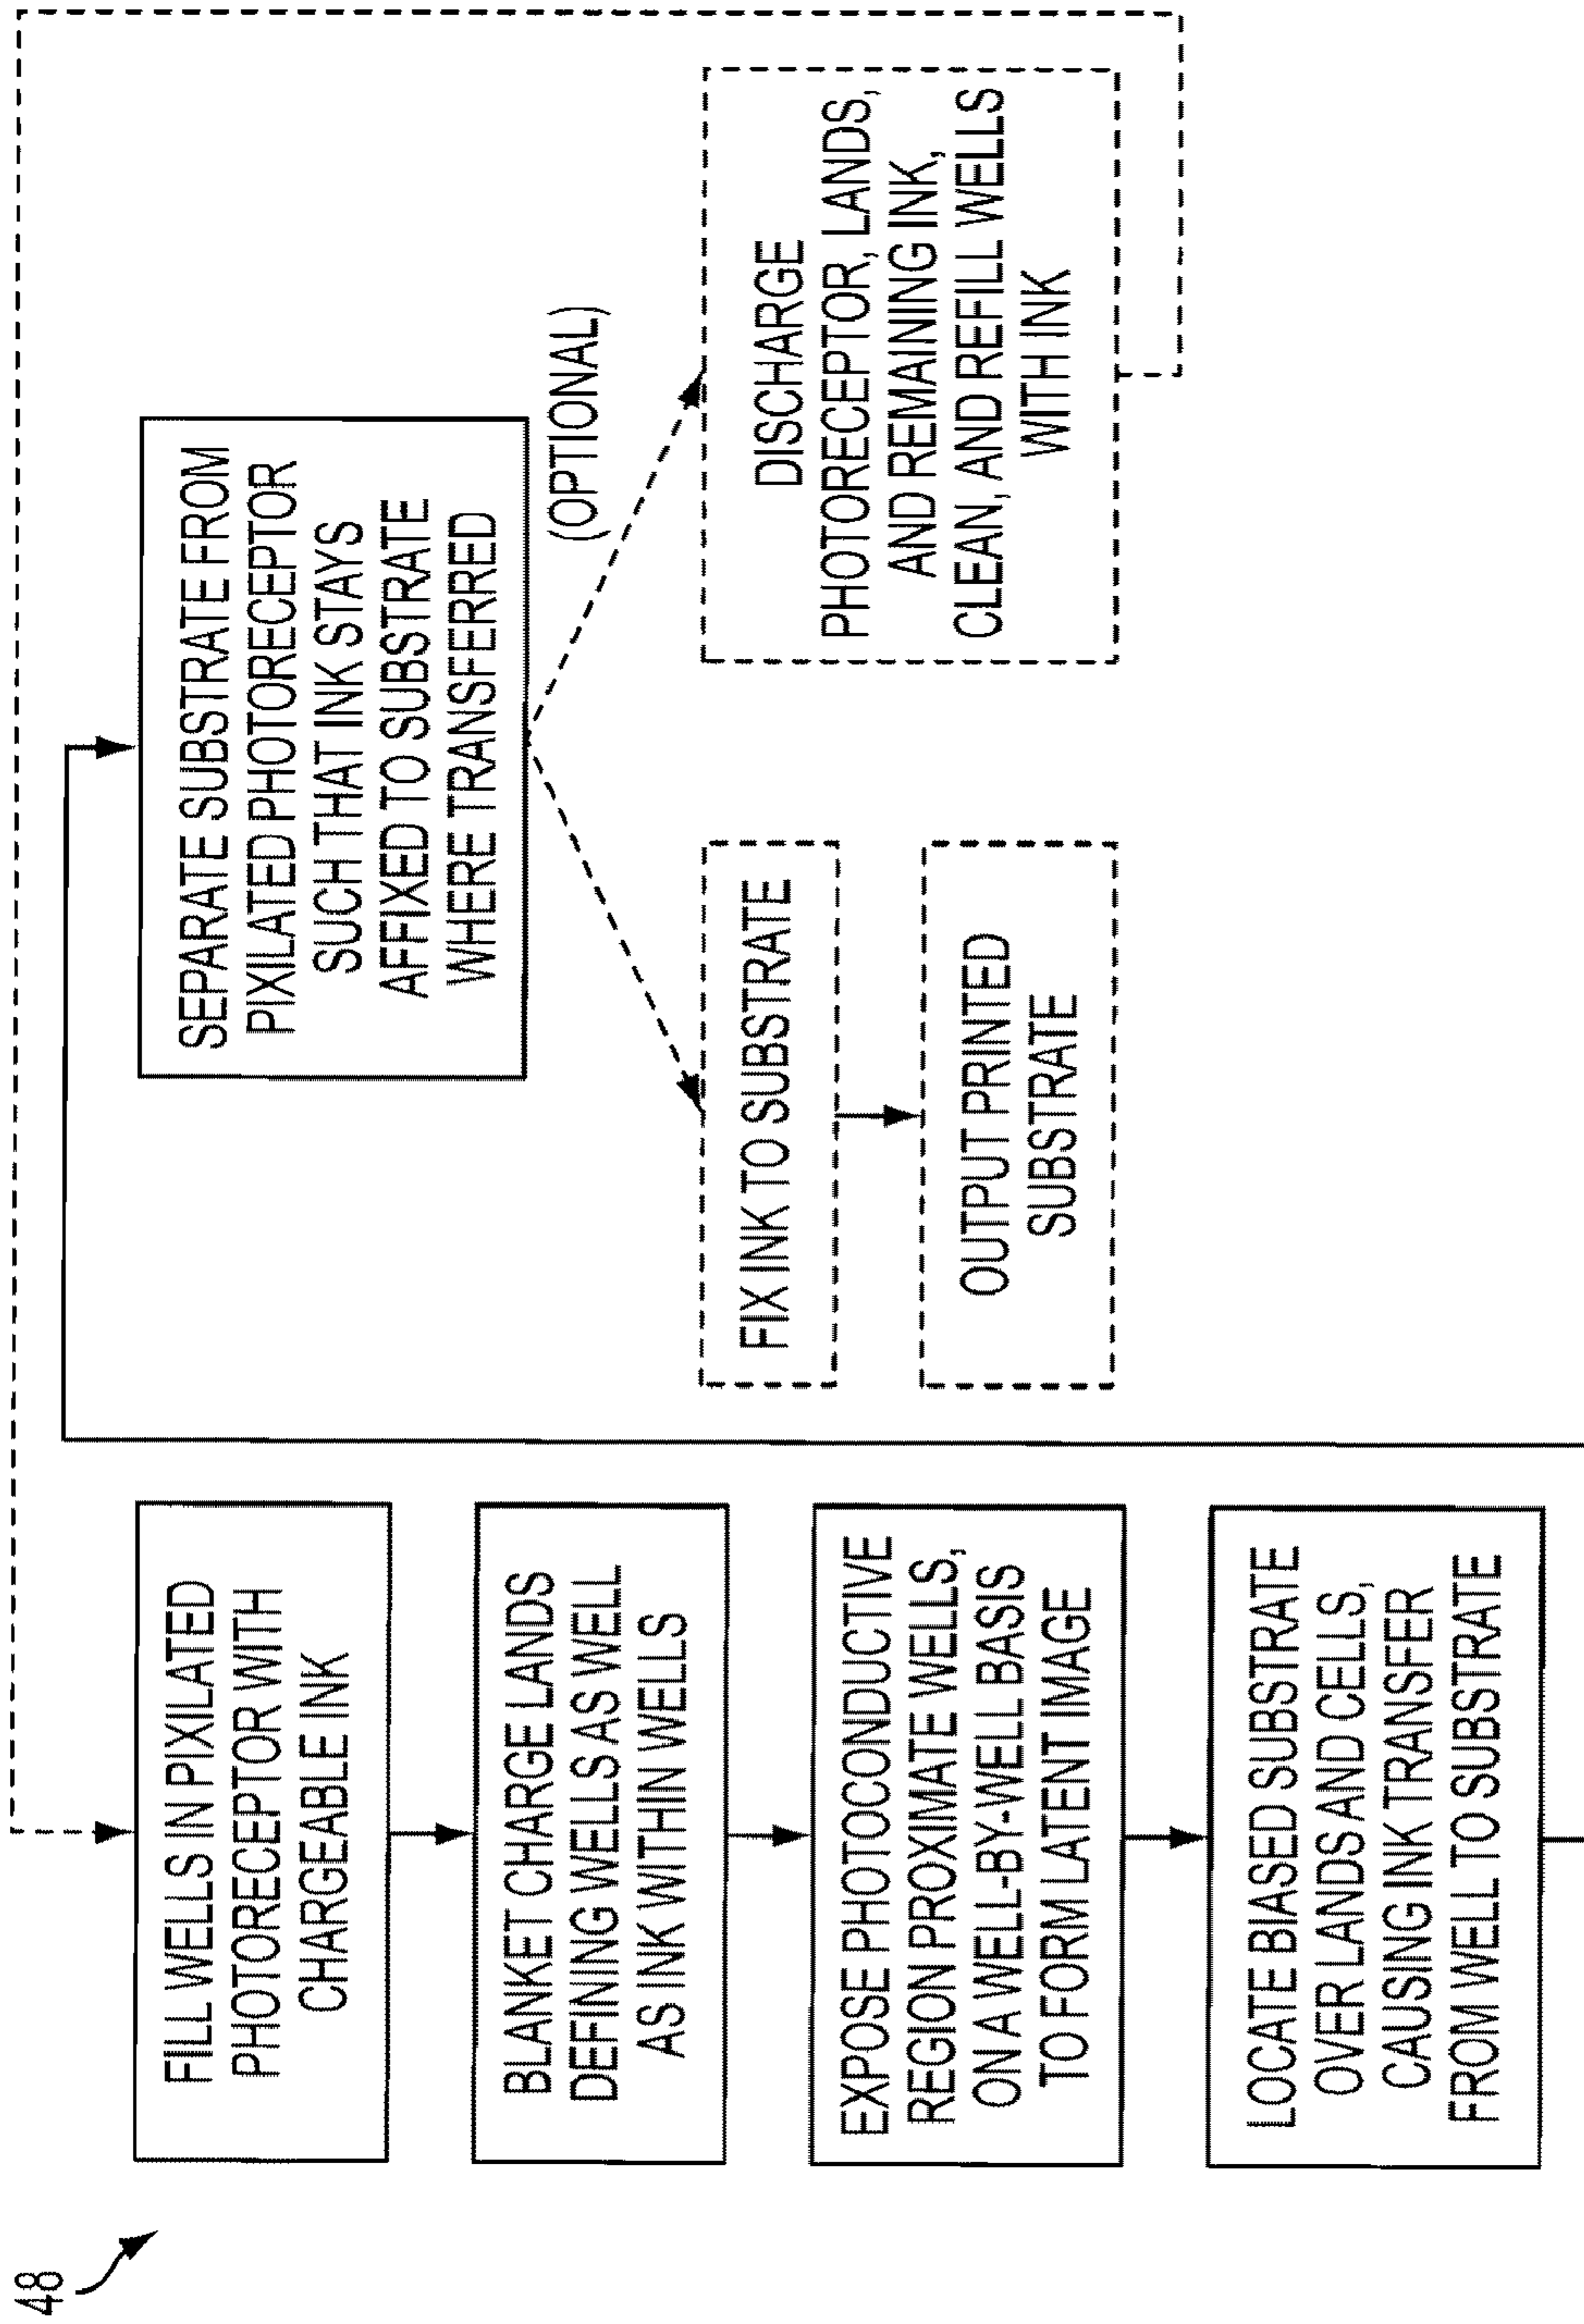 48
FILL WELLS IN PIXILATED
PHOTORECEPTOR WITH
CHARGEABLE INK
BLANKET CHARGE LANDS
DEFINING WELLS AS WELL
AS INK WITHIN WELLS
EXPOSE PHOTOCONDUCTIVE
REGION PROXIMATE WELLS,
ON A WELL-BY-WELL BASIS
TO FORM LATENT IMAGE
LOCATE BIASED SUBSTRATE
OVER LANDS AND CELLS,
CAUSING INK TRANSFER
FROM WELL TO SUBSTRATE
SEPARATE SUBSTRATE FROM
PIXILATED PHOTORECEPTOR
SUCH THAT INK STAYS
AFFIXED TO SUBSTRATE
WHERE TRANSFERRED
(OPTIONAL)
FIX INK TO SUBSTRATE
OUTPUT PRINTED
SUBSTRATE
DISCHARGE
PHOTORECEPTOR, LANDS,
AND REMAINING INK,
CLEAN, AND REFILL WELLS
WITH INK